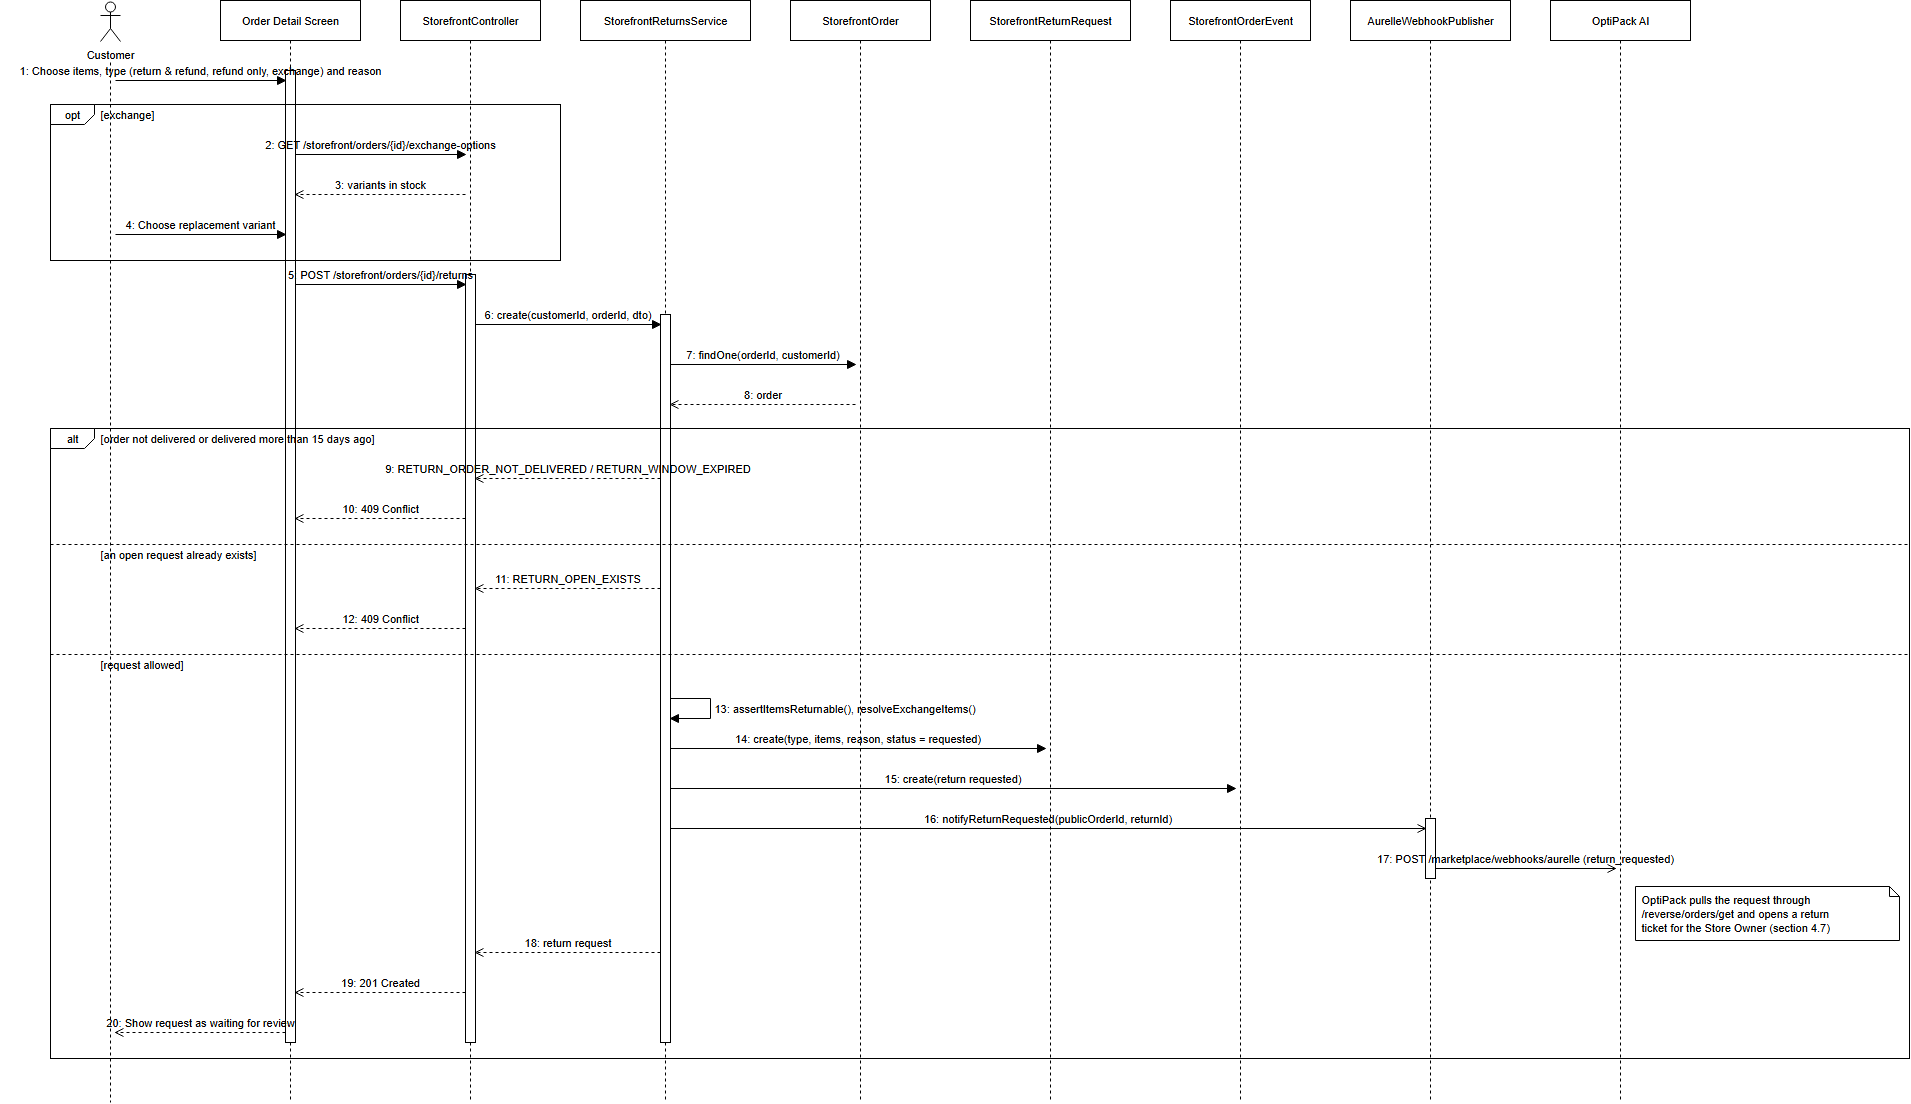 Order Detail Screen
StorefrontController
StorefrontReturnsService
StorefrontOrder
StorefrontReturnRequest
StorefrontOrderEvent
AurelleWebhookPublisher
OptiPack AI
Customer
1: Choose items, type (return & refund, refund only, exchange) and reason
opt
[exchange]
2: GET /storefront/orders/{id}/exchange-options
3: variants in stock
4: Choose replacement variant
5: POST /storefront/orders/{id}/returns
6: create(customerId, orderId, dto)
7: findOne(orderId, customerId)
8: order
alt
[order not delivered or delivered more than 15 days ago]
9: RETURN_ORDER_NOT_DELIVERED / RETURN_WINDOW_EXPIRED
10: 409 Conflict
[an open request already exists]
11: RETURN_OPEN_EXISTS
12: 409 Conflict
[request allowed]
13: assertItemsReturnable(), resolveExchangeItems()
14: create(type, items, reason, status = requested)
15: create(return requested)
16: notifyReturnRequested(publicOrderId, returnId)
17: POST /marketplace/webhooks/aurelle (return_requested)
OptiPack pulls the request through
/reverse/orders/get and opens a return
ticket for the Store Owner (section 4.7)
18: return request
19: 201 Created
20: Show request as waiting for review